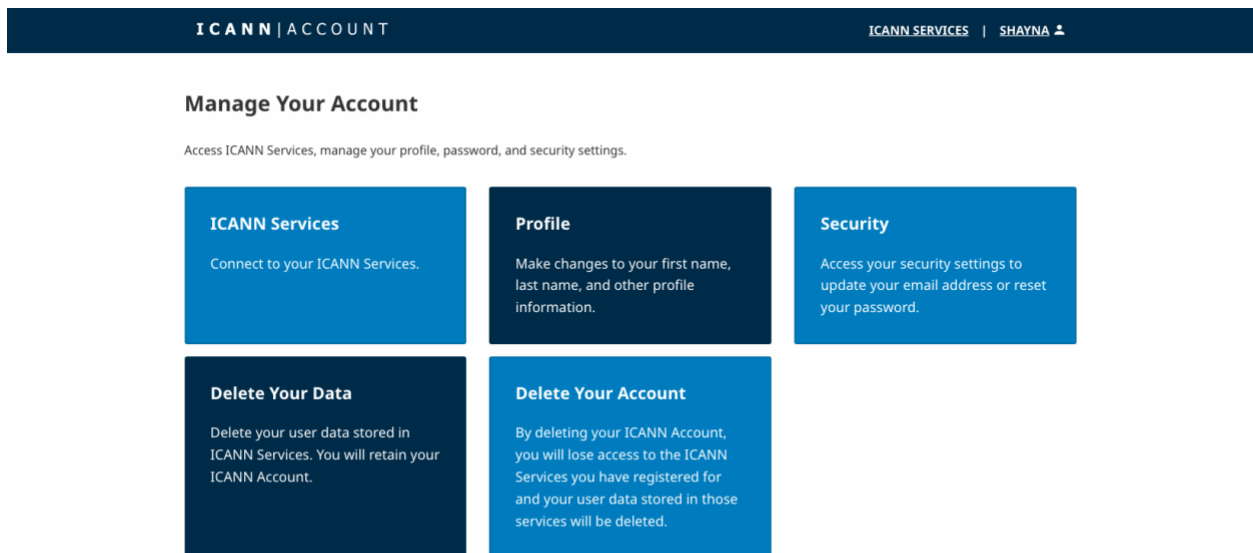 ICANN|ACCOUNT
ICANN SERVICES | SHAYNA
Manage Your Account
Access ICANN Services, manage your profile, password, and security settings.
ICANN Services
Connect to your ICANN Services.
Profile
Make changes to your first name,
last name, and other profile
information.
Security
Access your security settings to
update your email address or reset
your password.
Delete Your Data
Delete your user data stored in
ICANN Services. You will retain your
ICANN Account.
Delete Your Account
By deleting your ICANN Account,
you will lose access to the ICANN
Services you have registered for
and your user data stored in those
services will be deleted.